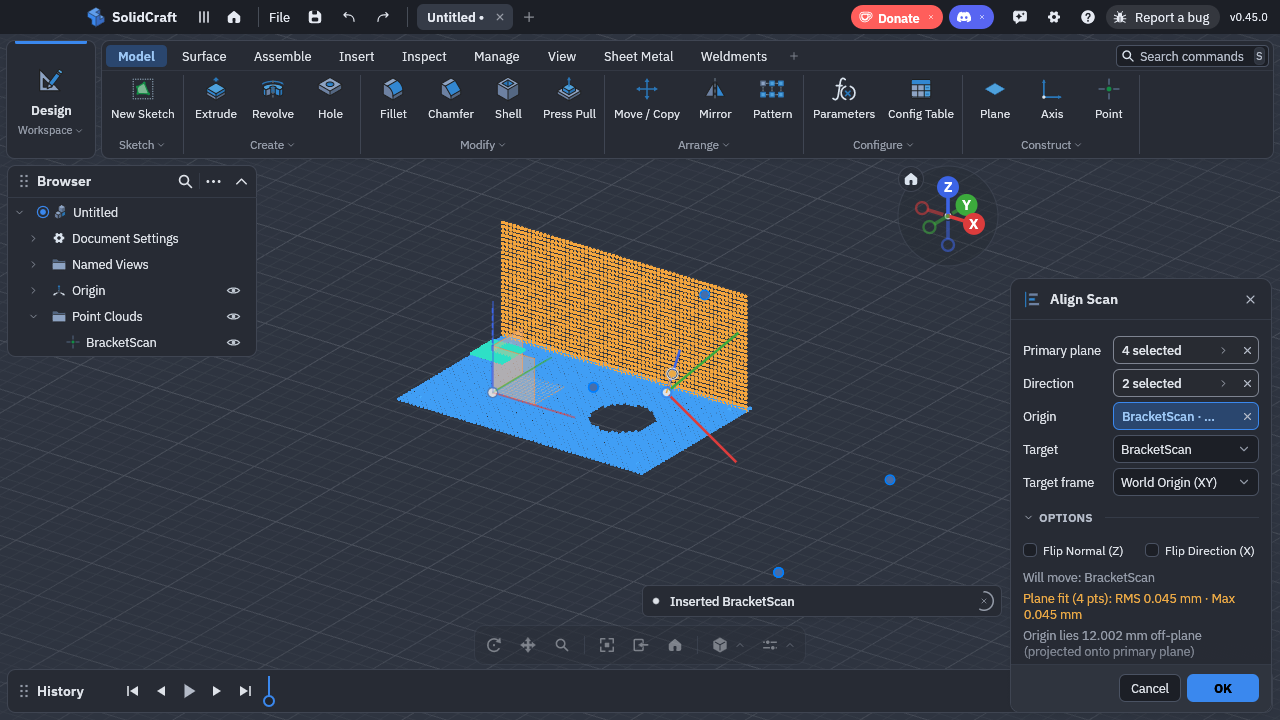 SolidCraft
File
Untitled •
Donate
Report a bug
v0.45.0
Design
Workspace
Model
Surface
Assemble
Insert
Inspect
Manage
View
Sheet Metal
Weldments
Search commands
S
New Sketch
Extrude
Revolve
Hole
Fillet
Chamfer
Shell
Press Pull
Move / Copy
Mirror
Pattern
Parameters
Config Table
Plane
Axis
Point
Sketch
Create
Modify
Arrange
Configure
Construct
Browser
Untitled
Document Settings
Named Views
Origin
Point Clouds
BracketScan
Z
Y
X
Align Scan
Primary plane
4 selected
Direction
2 selected
Origin
BracketScan · ...
Target
BracketScan
Target frame
World Origin (XY)
OPTIONS
Flip Normal (Z)
Flip Direction (X)
Will move: BracketScan
Plane fit (4 pts): RMS 0.045 mm · Max
0.045 mm
Origin lies 12.002 mm off-plane
(projected onto primary plane)
Cancel
OK
Inserted BracketScan
History